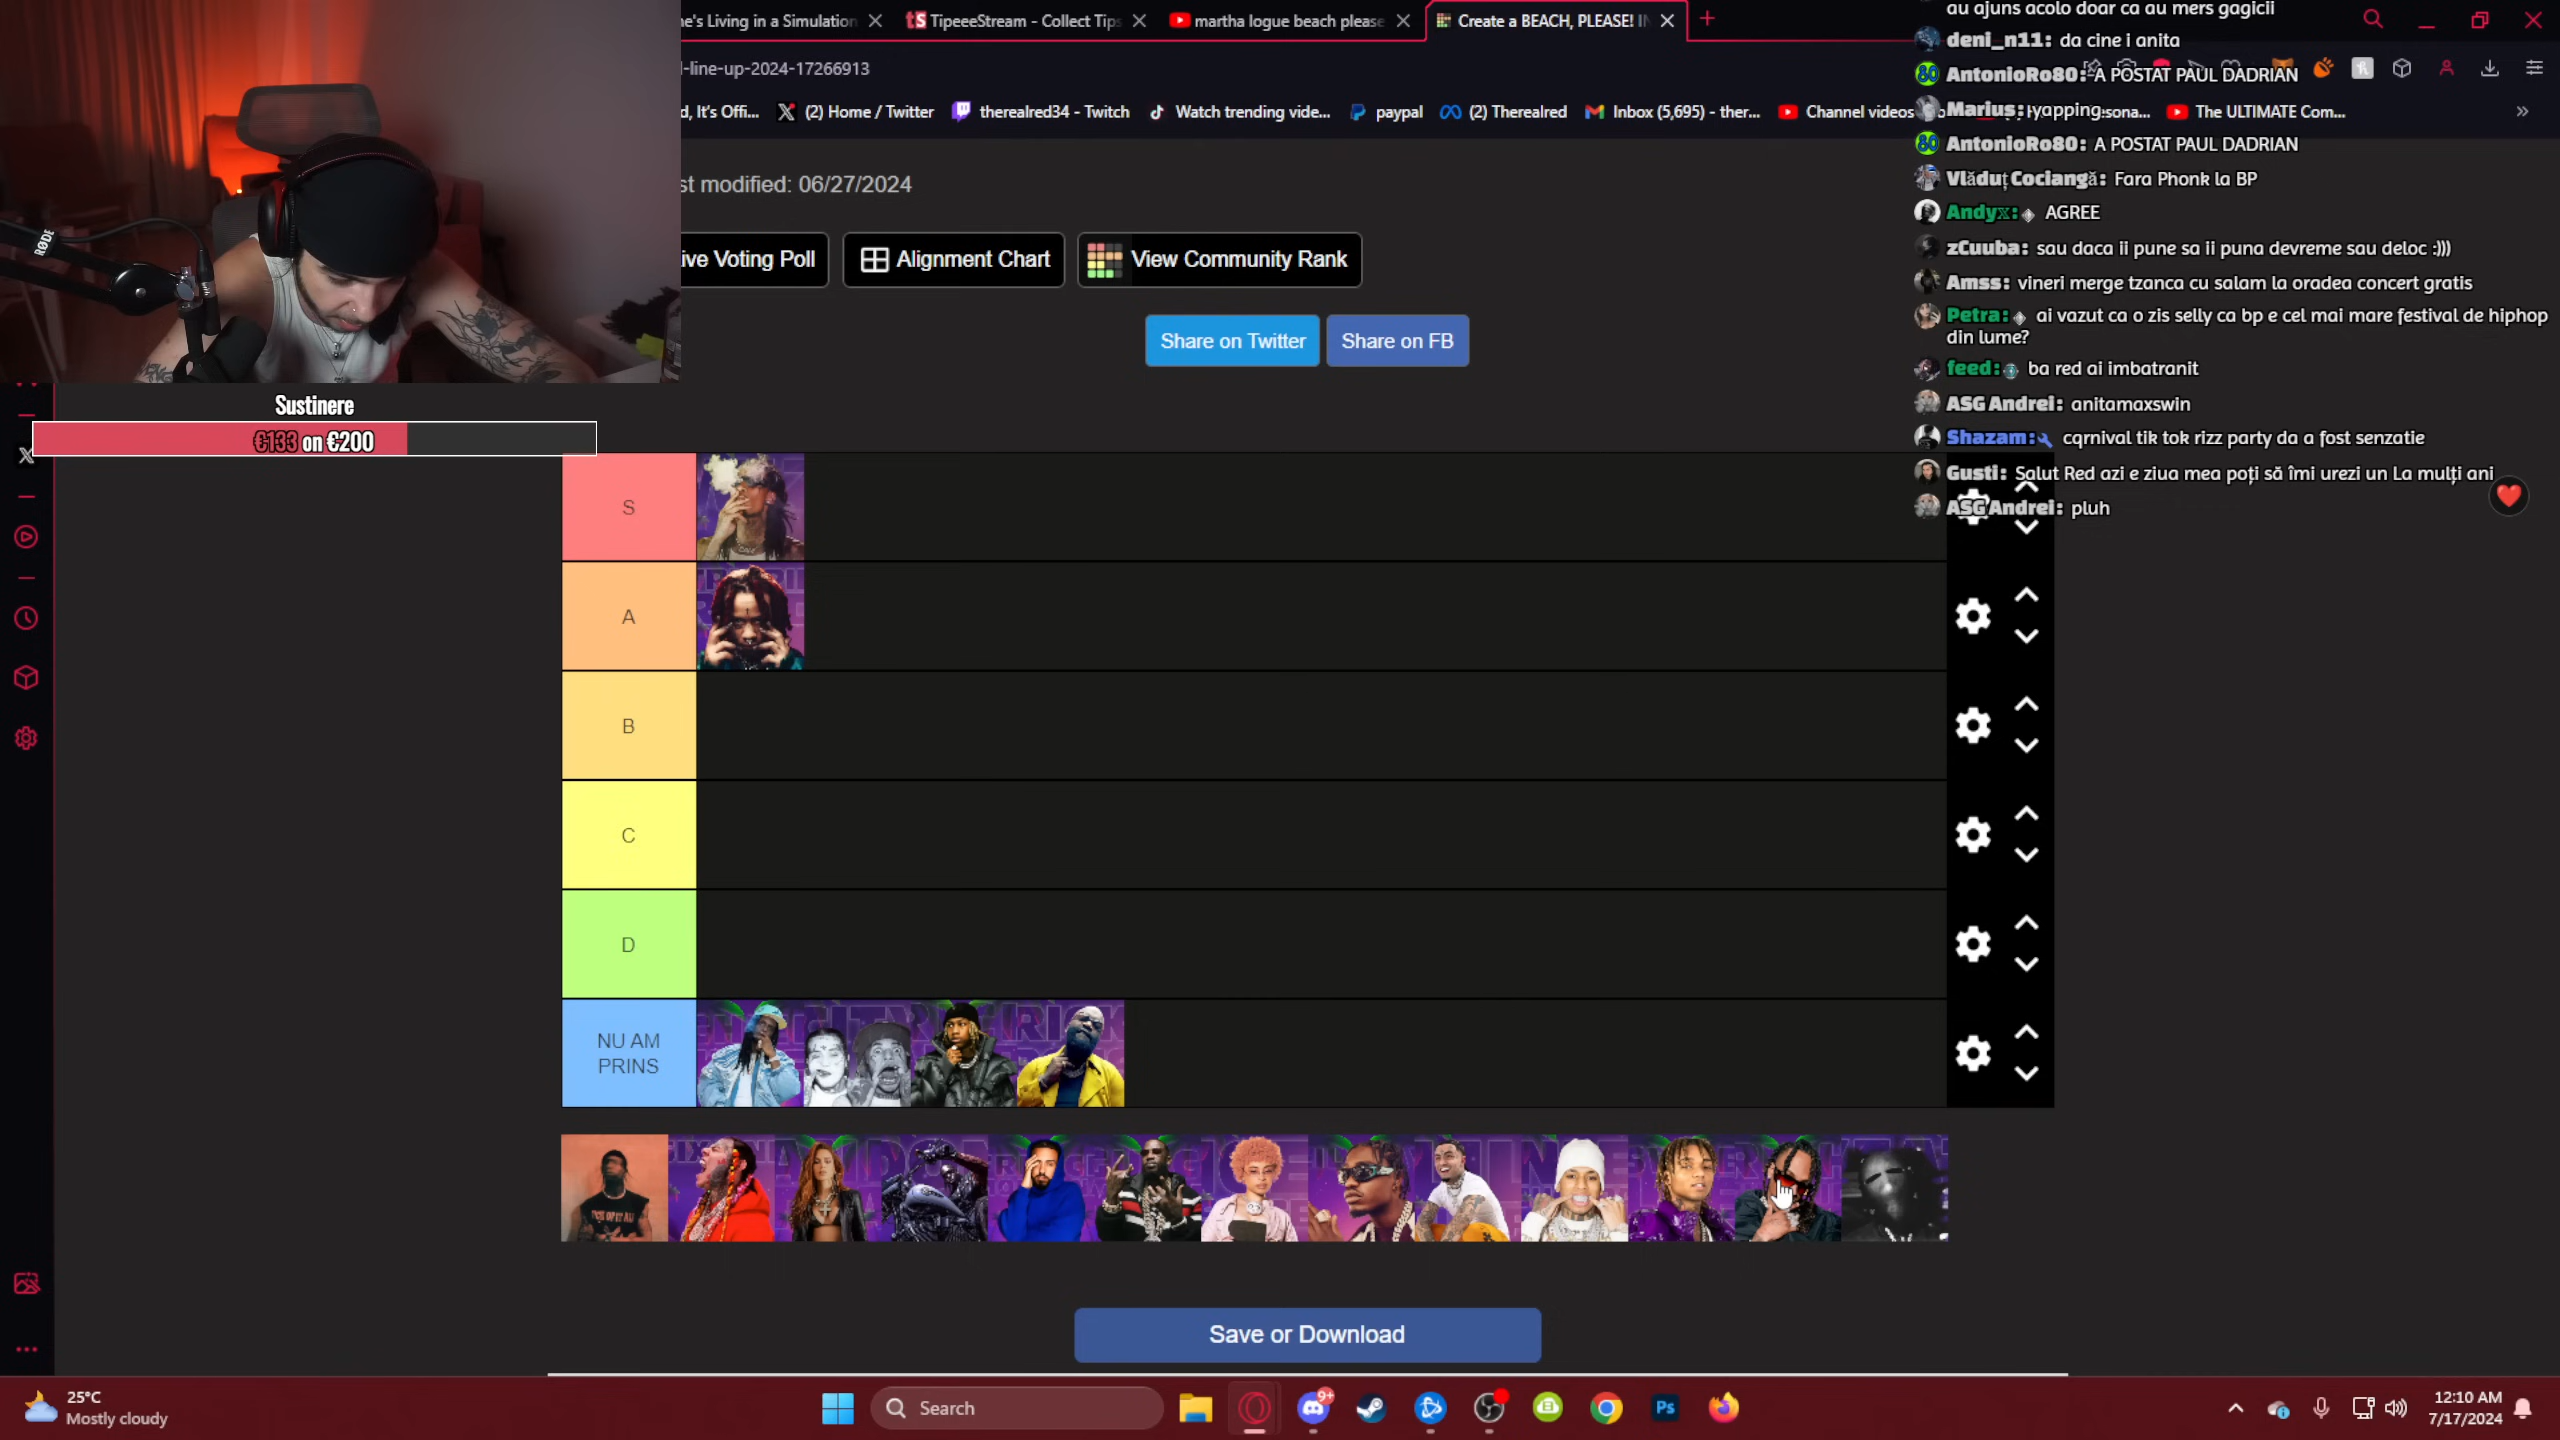 ne's Living in a Simulation
TipeeeStream - Collect Tips
martha logue beach please
Create a BEACH, PLEASE! I
l-line-up-2024-17266913
d, It's Offi...
(2) Home / Twitter
therealred34 - Twitch
Watch trending vide...
paypal
(2) Therealred
Inbox (5,695) - ther...
Channel videos
The ULTIMATE Com...
au ajuns acolo doar ca au mers gagicii
deni_n11: da cine i anita
AntonioRo80: A POSTAT PAUL DADRIAN
Marius: !yapping
AntonioRo80: A POSTAT PAUL DADRIAN
Vlăduț Cociangă: Fara Phonk la BP
Andyx: AGREE
zCuuba: sau daca ii pune sa ii puna devreme sau deloc :)))
Amss: vineri merge tzanca cu salam la oradea concert gratis
Petra: ai vazut ca o zis selly ca bp e cel mai mare festival de hiphop
din lume?
feed: ba red ai imbatranit
ASG Andrei: anitamaxswin
Shazam: cqrnival tik tok rizz party da a fost senzatie
Gusti: Salut Red azi e ziua mea poți să îmi urezi un La mulți ani
ASG Andrei: pluh
RØDE
st modified: 06/27/2024
ive Voting Poll
Alignment Chart
View Community Rank
Share on Twitter
Share on FB
Sustinere
€133 on €200
S
A
B
C
D
NU AM
PRINS
Save or Download
25°C
Mostly cloudy
Search
9+
Ps
12:10 AM
7/17/2024